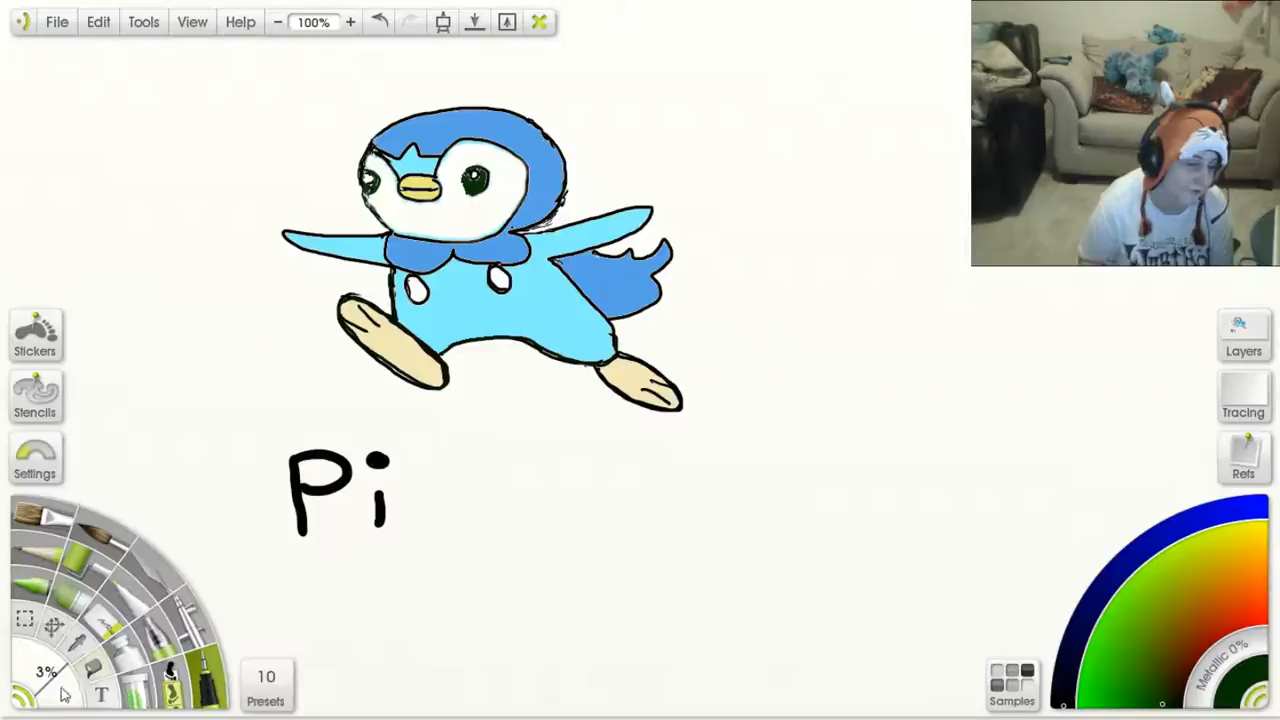 File Edit Tools View Help − 100% +
Stickers
Layers
Stencils
Tracing
Settings
Refs
Pi
3%
T
10
Presets
Samples
Metallic 0%